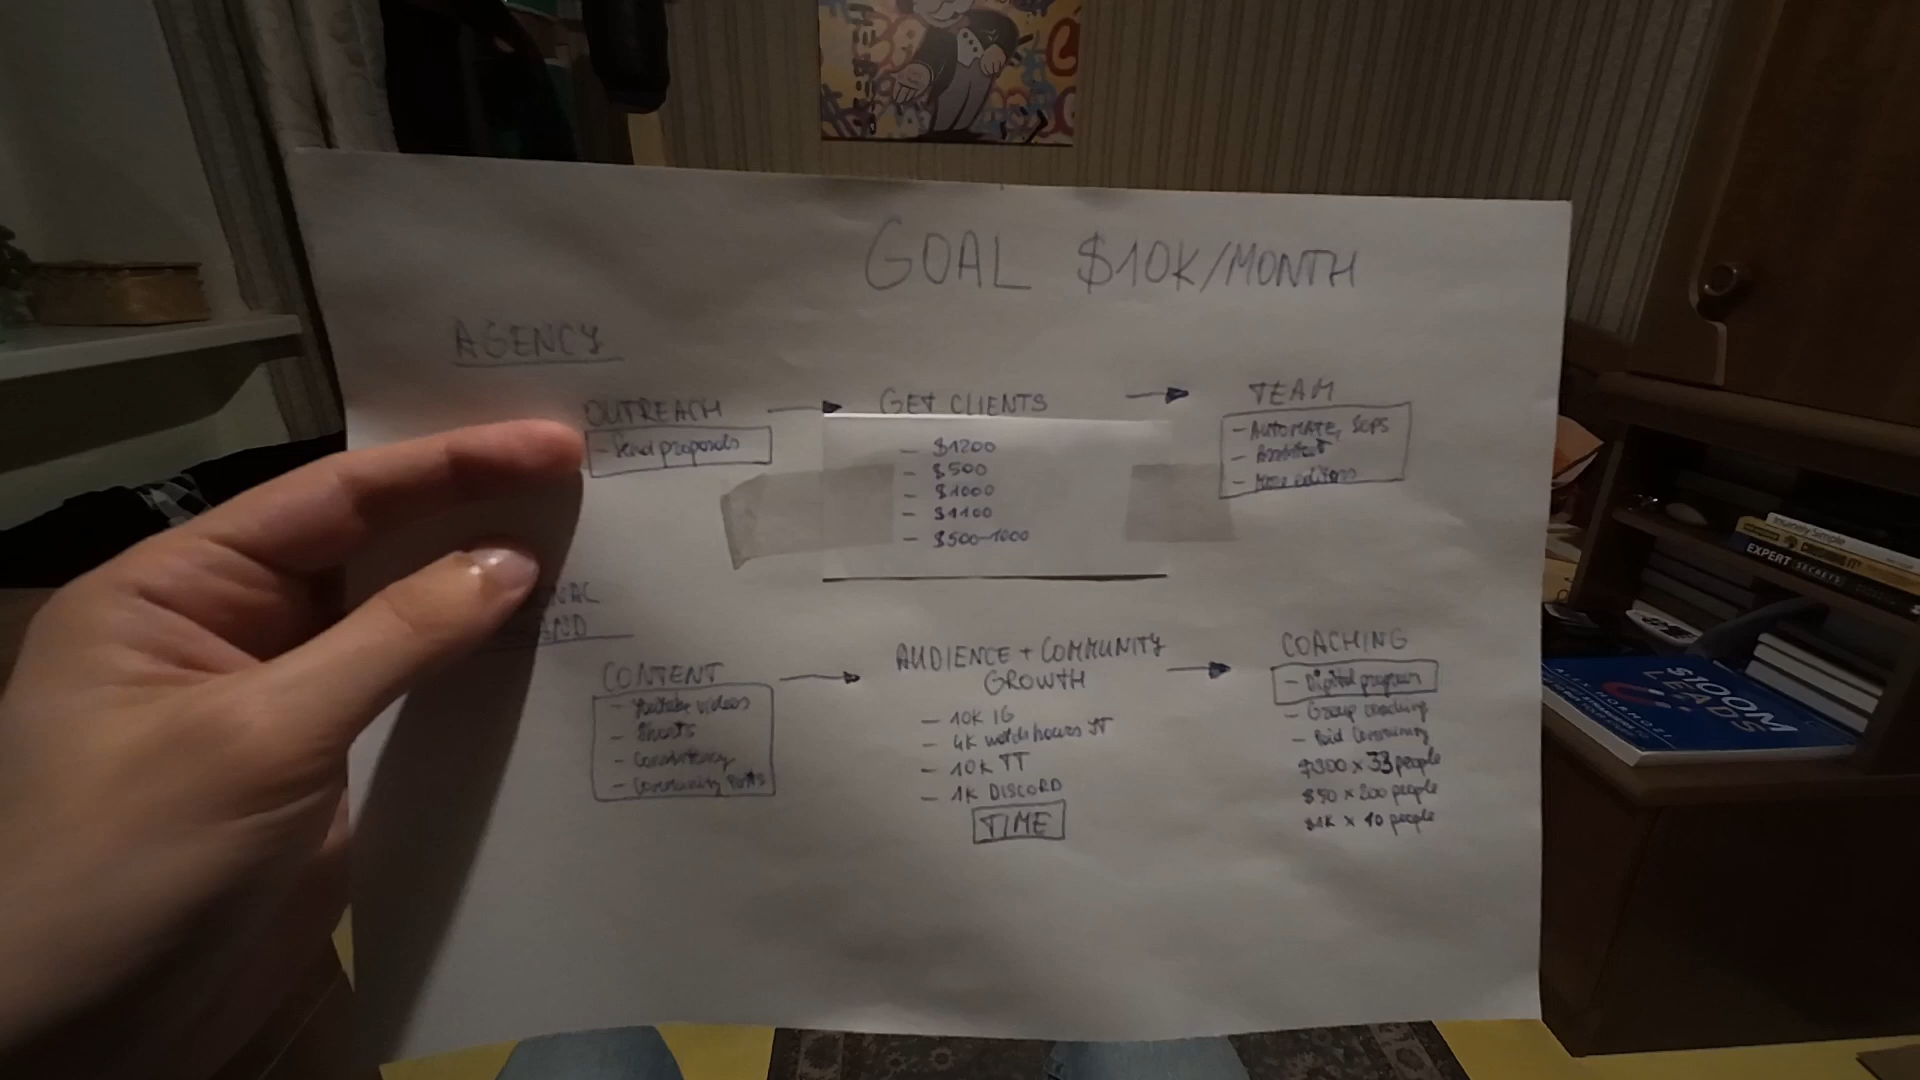 GOAL $10K/MONTH
AGENCY
OUTREACH
- Send proposals
GET CLIENTS
- $1200
- $500
- $1000
- $1100
- $500-1000
TEAM
- AUTOMATE, SOPS
- Assistant
- More editors
CONTENT
- Youtube videos
- Shorts
- Consistency
- Community Posts
AUDIENCE + COMMUNITY
GROWTH
- 10K IG
- 4K watch hours YT
- 10K TT
- 1K DISCORD
TIME
COACHING
- Digital program
- Group coaching
- Paid Community
$300 x 33 people
$50 x 200 people
$1K x 10 people
Insanely Simple
EXPERT SECRETS
$100M
LEADS